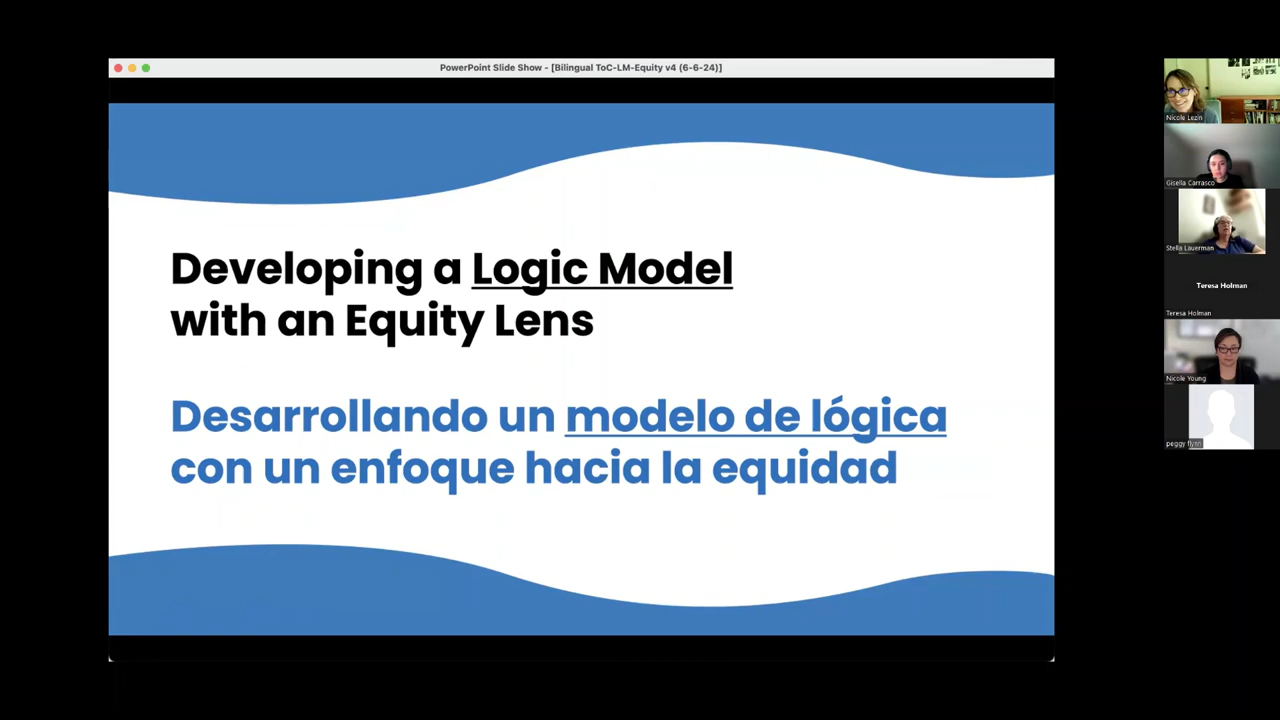 PowerPoint Slide Show - [Bilingual ToC-LM-Equity v4 (6-6-24)]
Developing a Logic Model
with an Equity Lens
Desarrollando un modelo de lógica
con un enfoque hacia la equidad
Nicole Lezin
Gisella Carrasco
Stella Lauerman
Teresa Holman
Teresa Holman
Nicole Young
peggy flynn